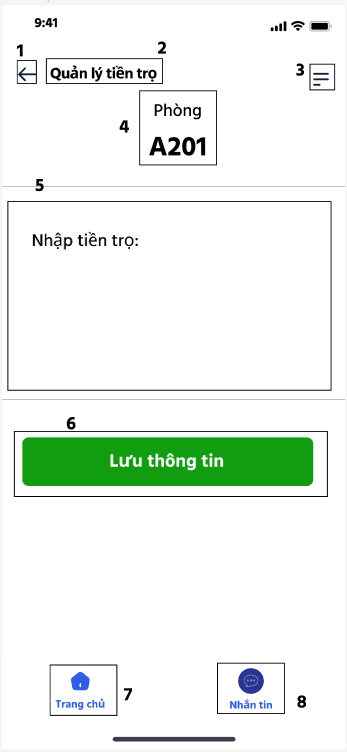 9:41
1
2
Quản lý tiền trọ
3
4
Phòng
A201
5
Nhập tiền trọ:
6
Lưu thông tin
Trang chủ
7
Nhắn tin
8